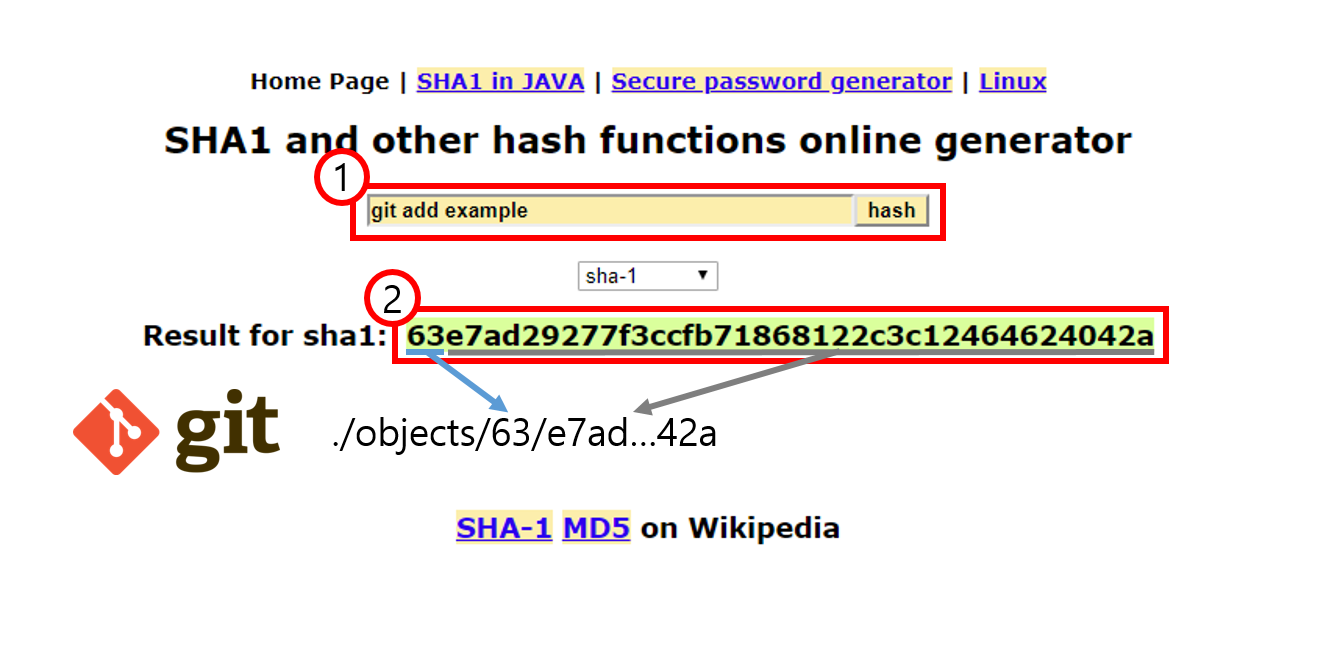 Home Page | SHA1 in JAVA | Secure password generator | Linux
SHA1 and other hash functions online generator
1
git add example hash
sha-1
2
Result for sha1: 63e7ad29277f3ccfb71868122c3c12464624042a
git ./objects/63/e7ad...42a
SHA-1 MD5 on Wikipedia